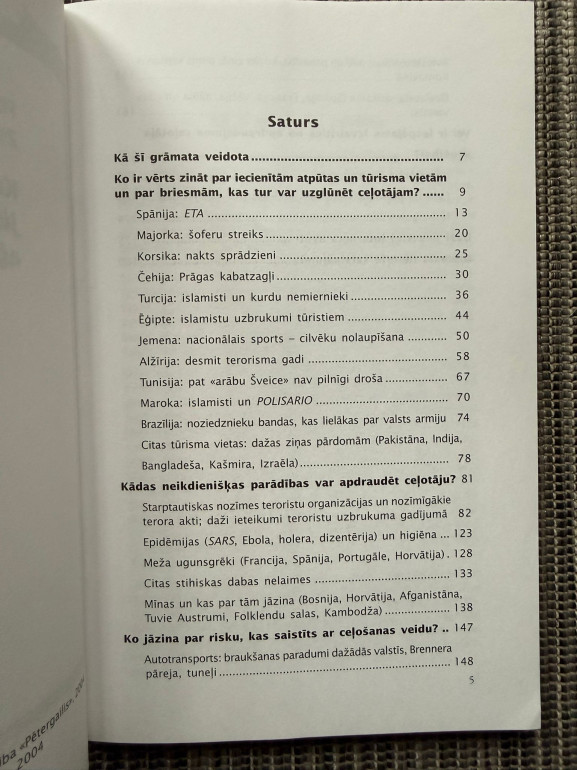 Saturs
Kā šī grāmata veidota .......... 7
Ko ir vērts zināt par iecienītām atpūtas un tūrisma vietām
un par briesmām, kas tur var uzglūnēt ceļotājam? ...... 9
Spānija: ETA .......... 13
Majorka: šoferu streiks .......... 20
Korsika: nakts sprādzieni .......... 25
Čehija: Prāgas kabatzagļi .......... 30
Turcija: islamisti un kurdu nemiernieki .......... 36
Ēģipte: islamistu uzbrukumi tūristiem .......... 44
Jemena: nacionālais sports – cilvēku nolaupīšana .......... 50
Alžīrija: desmit terorisma gadi .......... 58
Tunisija: pat «arābu Šveice» nav pilnīgi droša .......... 67
Maroka: islamisti un POLISARIO .......... 70
Brazīlija: noziedznieku bandas, kas lielākas par valsts armiju 74
Citas tūrisma vietas: dažas ziņas pārdomām (Pakistāna, Indija,
Bangladeša, Kašmira, Izraēla) .......... 78
Kādas neikdienišķas parādības var apdraudēt ceļotāju? 81
Starptautiskas nozīmes teroristu organizācijas un nozīmīgākie
terora akti; daži ieteikumi teroristu uzbrukuma gadījumā 82
Epidēmijas (SARS, Ebola, holera, dizentērija) un higiēna ... 123
Meža ugunsgrēki (Francija, Spānija, Portugāle, Horvātija) . 128
Citas stihiskas dabas nelaimes .......... 133
Mīnas un kas par tām jāzina (Bosnija, Horvātija, Afganistāna,
Tuvie Austrumi, Folklendu salas, Kambodža) .......... 138
Ko jāzina par risku, kas saistīts ar ceļošanas veidu? .. 147
Autotransports: braukšanas paradumi dažādās valstīs, Brennera
pāreja, tuneļi .......... 148
5
«Pētergailis», 2004
2004